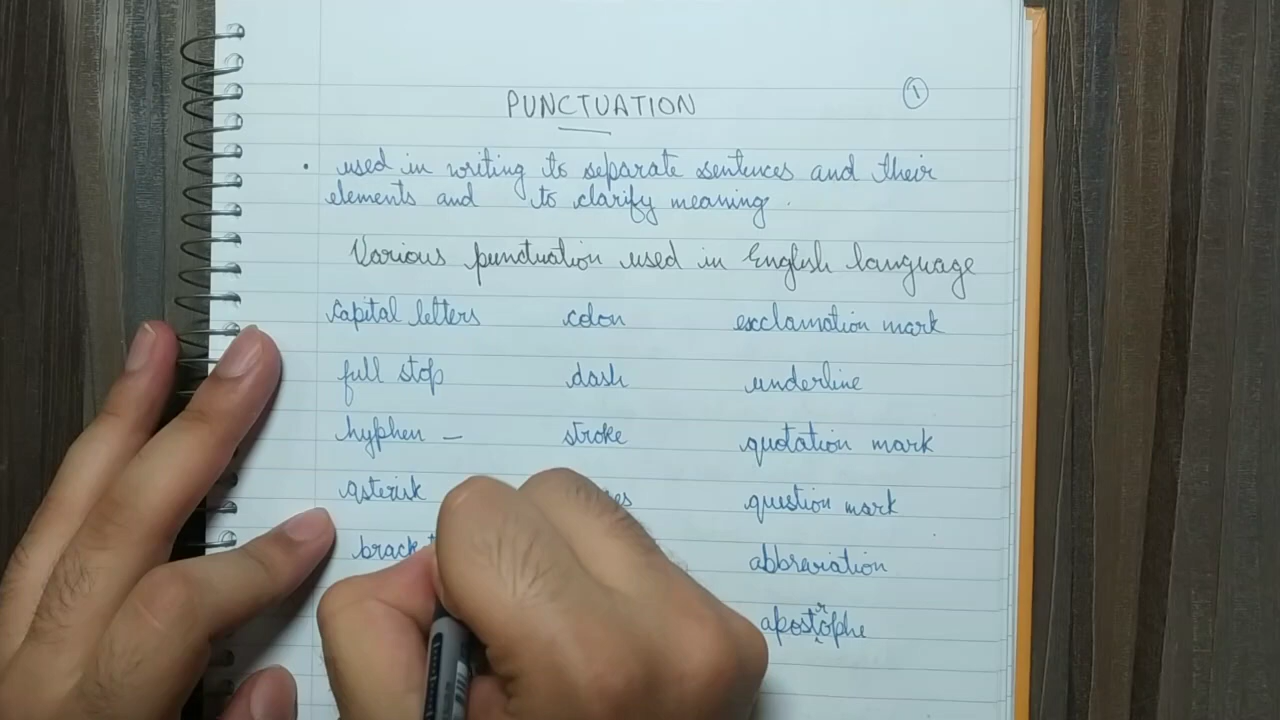 PUNCTUATION
1
• used in writing to separate sentences and their
elements and to clarify meaning.
Various punctuation used in English language
Capital letters colon exclamation mark
full stop dash underline
hyphen — stroke quotation mark
asterisk question mark
abbreviation
apostrophe